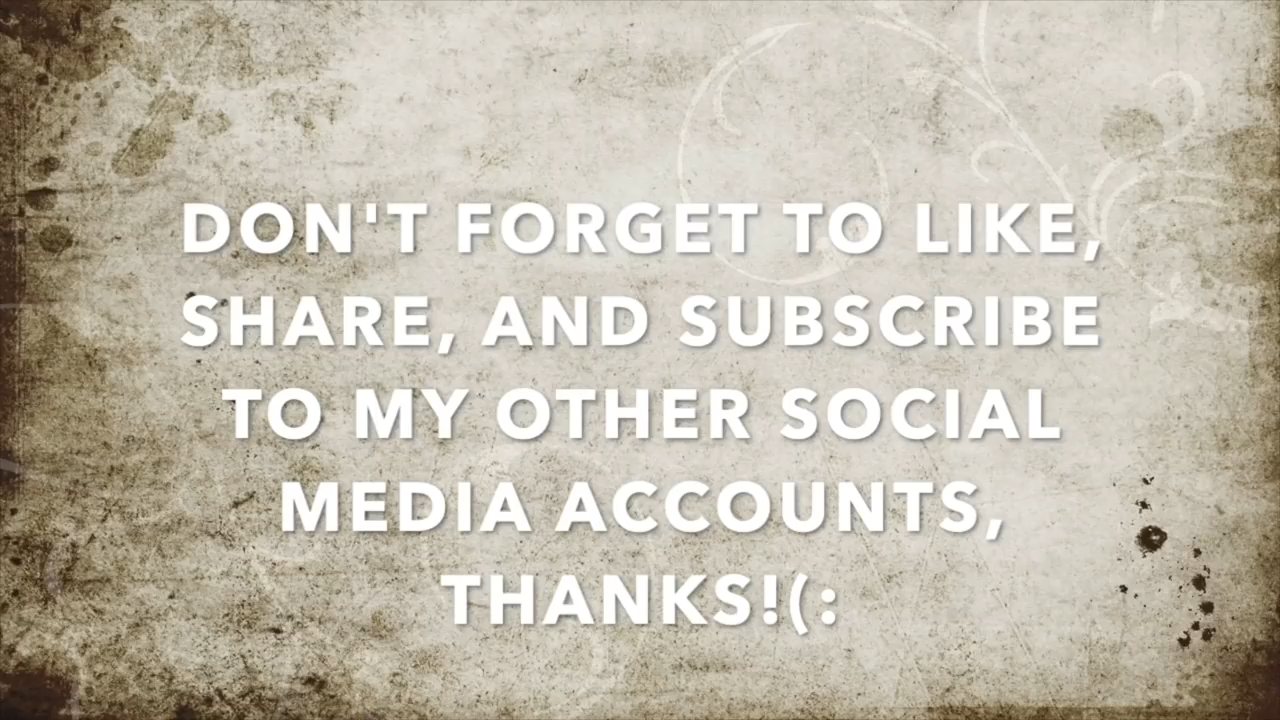 DON'T FORGET TO LIKE,
SHARE, AND SUBSCRIBE
TO MY OTHER SOCIAL
MEDIA ACCOUNTS,
THANKS!(: